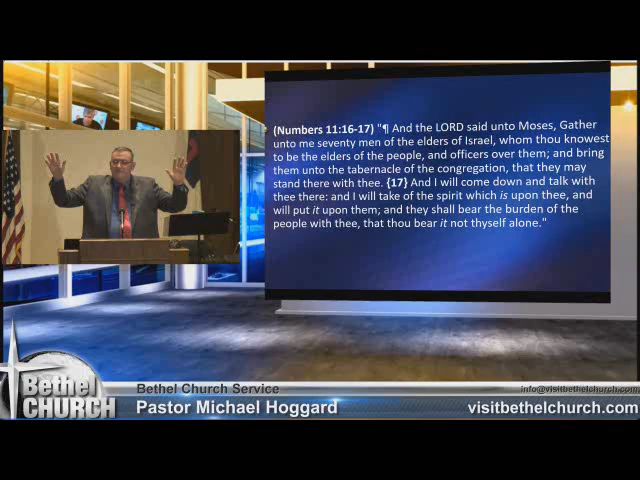 (Numbers 11:16-17) "¶ And the LORD said unto Moses, Gather
unto me seventy men of the elders of Israel, whom thou knowest
to be the elders of the people, and officers over them; and bring
them unto the tabernacle of the congregation, that they may
stand there with thee. {17} And I will come down and talk with
thee there: and I will take of the spirit which is upon thee, and
will put it upon them; and they shall bear the burden of the
people with thee, that thou bear it not thyself alone."
Bethel
CHURCH
Bethel Church Service
info@visitbethelchurch.com
Pastor Michael Hoggard
visitbethelchurch.com